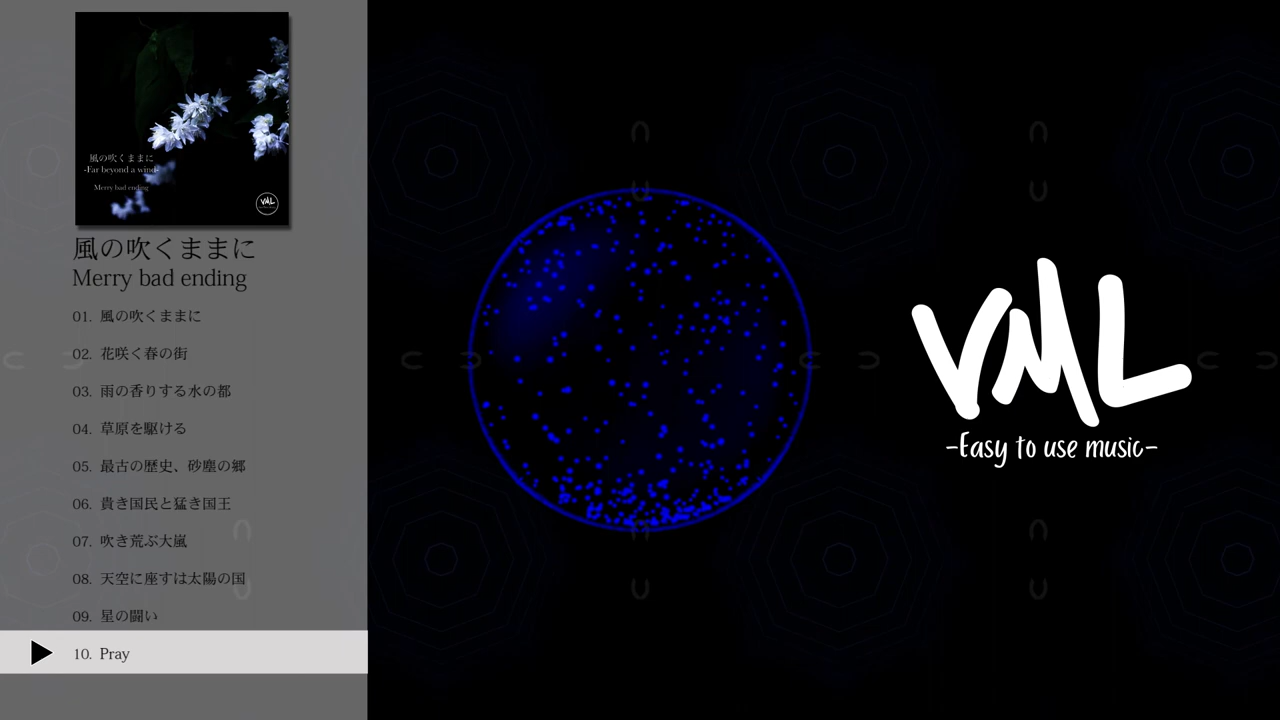 風の吹くままに
-Far beyond a wind-
Merry bad ending
VML
風の吹くままに
Merry bad ending
01. 風の吹くままに
02. 花咲く春の街
03. 雨の香りする水の都
04. 草原を駆ける
05. 最古の歴史、砂塵の郷
06. 貴き国民と猛き国王
07. 吹き荒ぶ大嵐
08. 天空に座すは太陽の国
09. 星の闘い
10. Pray
VML
-Easy to use music-